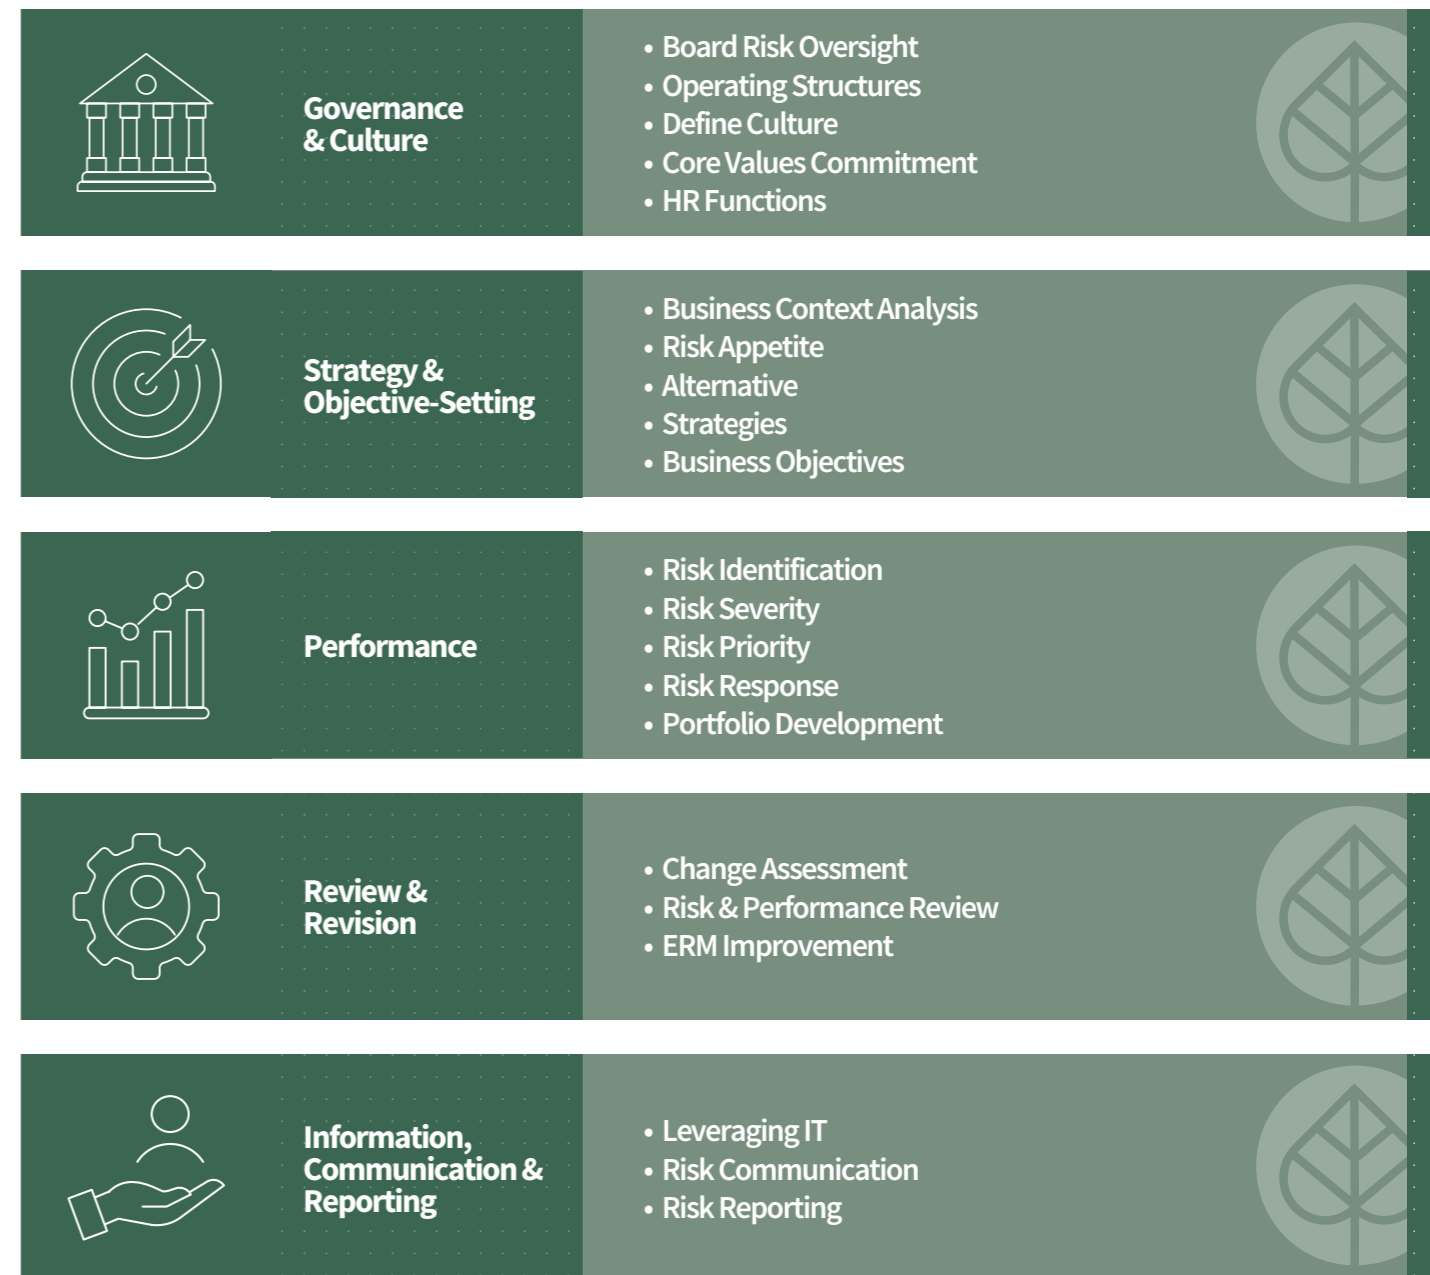 Governance
& Culture
• Board Risk Oversight
• Operating Structures
• Define Culture
• Core Values Commitment
• HR Functions
Strategy &
Objective-Setting
• Business Context Analysis
• Risk Appetite
• Alternative
• Strategies
• Business Objectives
Performance
• Risk Identification
• Risk Severity
• Risk Priority
• Risk Response
• Portfolio Development
Review &
Revision
• Change Assessment
• Risk & Performance Review
• ERM Improvement
Information,
Communication &
Reporting
• Leveraging IT
• Risk Communication
• Risk Reporting